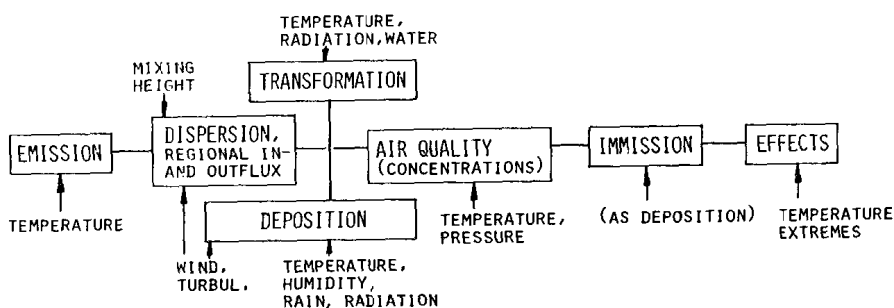 TEMPERATURE,
RADIATION,WATER
MIXING
HEIGHT
TRANSFORMATION
EMISSION
DISPERSION,
REGIONAL IN-
AND OUTFLUX
AIR QUALITY
(CONCENTRATIONS)
IMMISSION
EFFECTS
TEMPERATURE
DEPOSITION
TEMPERATURE,
PRESSURE
(AS DEPOSITION)
TEMPERATURE
EXTREMES
WIND,
TURBUL.
TEMPERATURE,
HUMIDITY,
RAIN, RADIATION